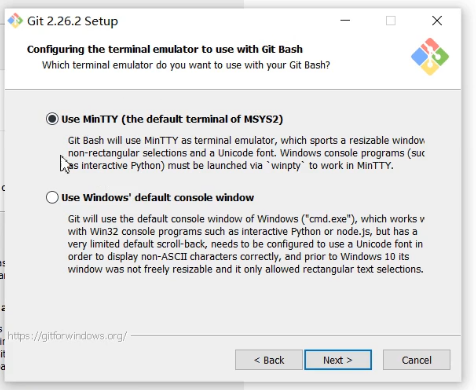 Git 2.26.2 Setup
Configuring the terminal emulator to use with Git Bash
Which terminal emulator do you want to use with your Git Bash?
Use MinTTY (the default terminal of MSYS2)
Git Bash will use MinTTY as terminal emulator, which sports a resizable window
non-rectangular selections and a Unicode font. Windows console programs (suc
as interactive Python) must be launched via `winpty` to work in MinTTY.
Use Windows' default console window
Git will use the default console window of Windows ("cmd.exe"), which works w
with Win32 console programs such as interactive Python or node.js, but has a
very limited default scroll-back, needs to be configured to use a Unicode font in
order to display non-ASCII characters correctly, and prior to Windows 10 its
window was not freely resizable and it only allowed rectangular text selections.
https://gitforwindows.org/
< Back
Next >
Cancel